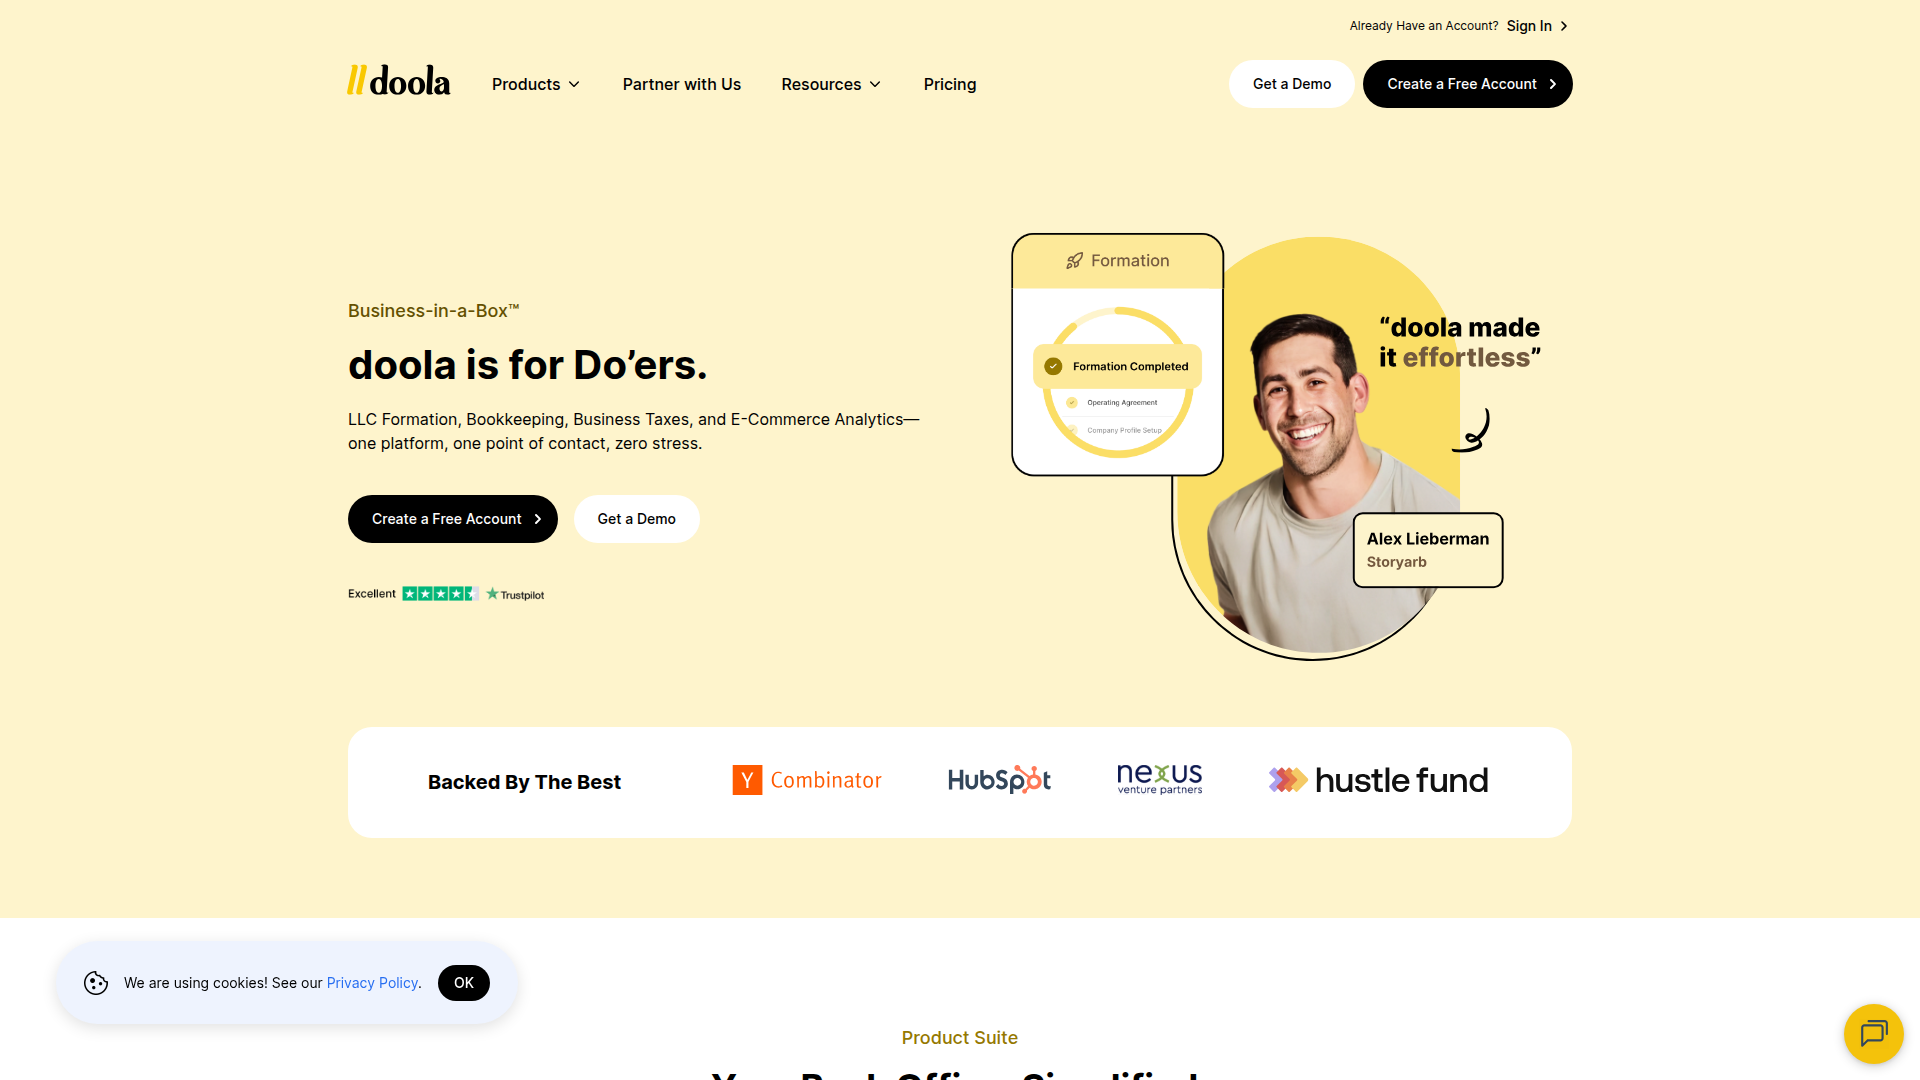 Already Have an Account? Sign In
doola
Products
Partner with Us
Resources
Pricing
Get a Demo
Create a Free Account
Business-in-a-Box™
doola is for Do’ers.
LLC Formation, Bookkeeping, Business Taxes, and E-Commerce Analytics—
one platform, one point of contact, zero stress.
Create a Free Account
Get a Demo
Excellent
Trustpilot
Formation
Formation Completed
Operating Agreement
Company Profile Setup
“doola made
it effortless”
Alex Lieberman
Storyarb
Backed By The Best
Y Combinator
HubSpot
nexus
venture partners
hustle fund
We are using cookies! See our Privacy Policy.
OK
Product Suite